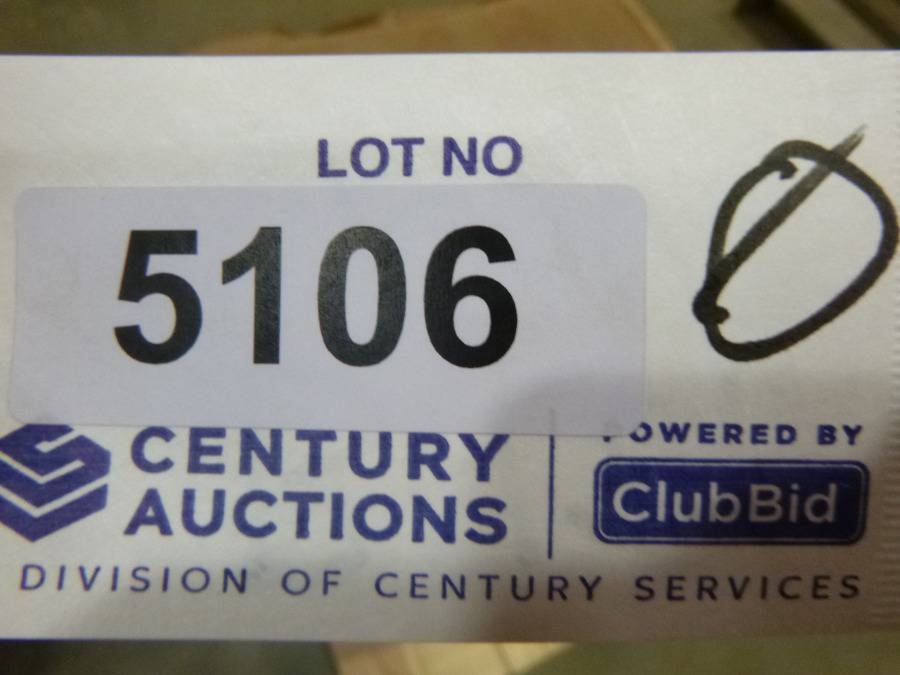 LOT NO
5106
Ø
CENTURY
AUCTIONS
POWERED BY
ClubBid
DIVISION OF CENTURY SERVICES